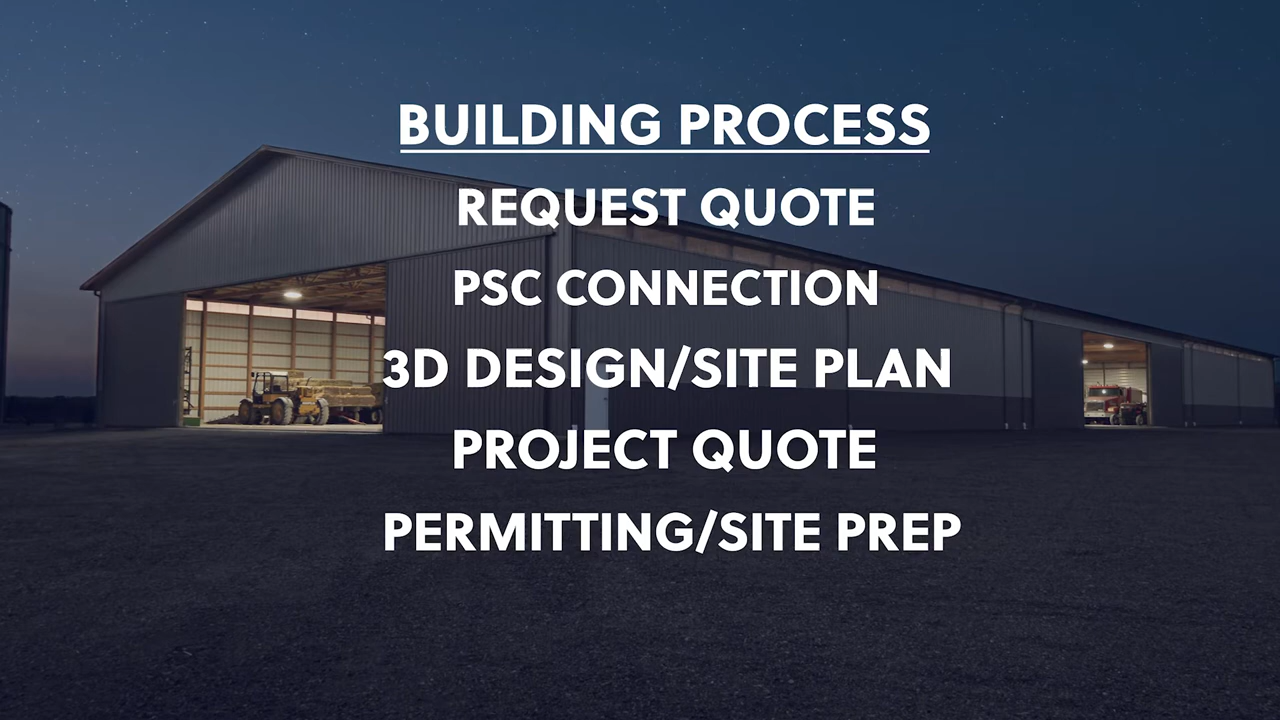 BUILDING PROCESS
REQUEST QUOTE
PSC CONNECTION
3D DESIGN/SITE PLAN
PROJECT QUOTE
PERMITTING/SITE PREP